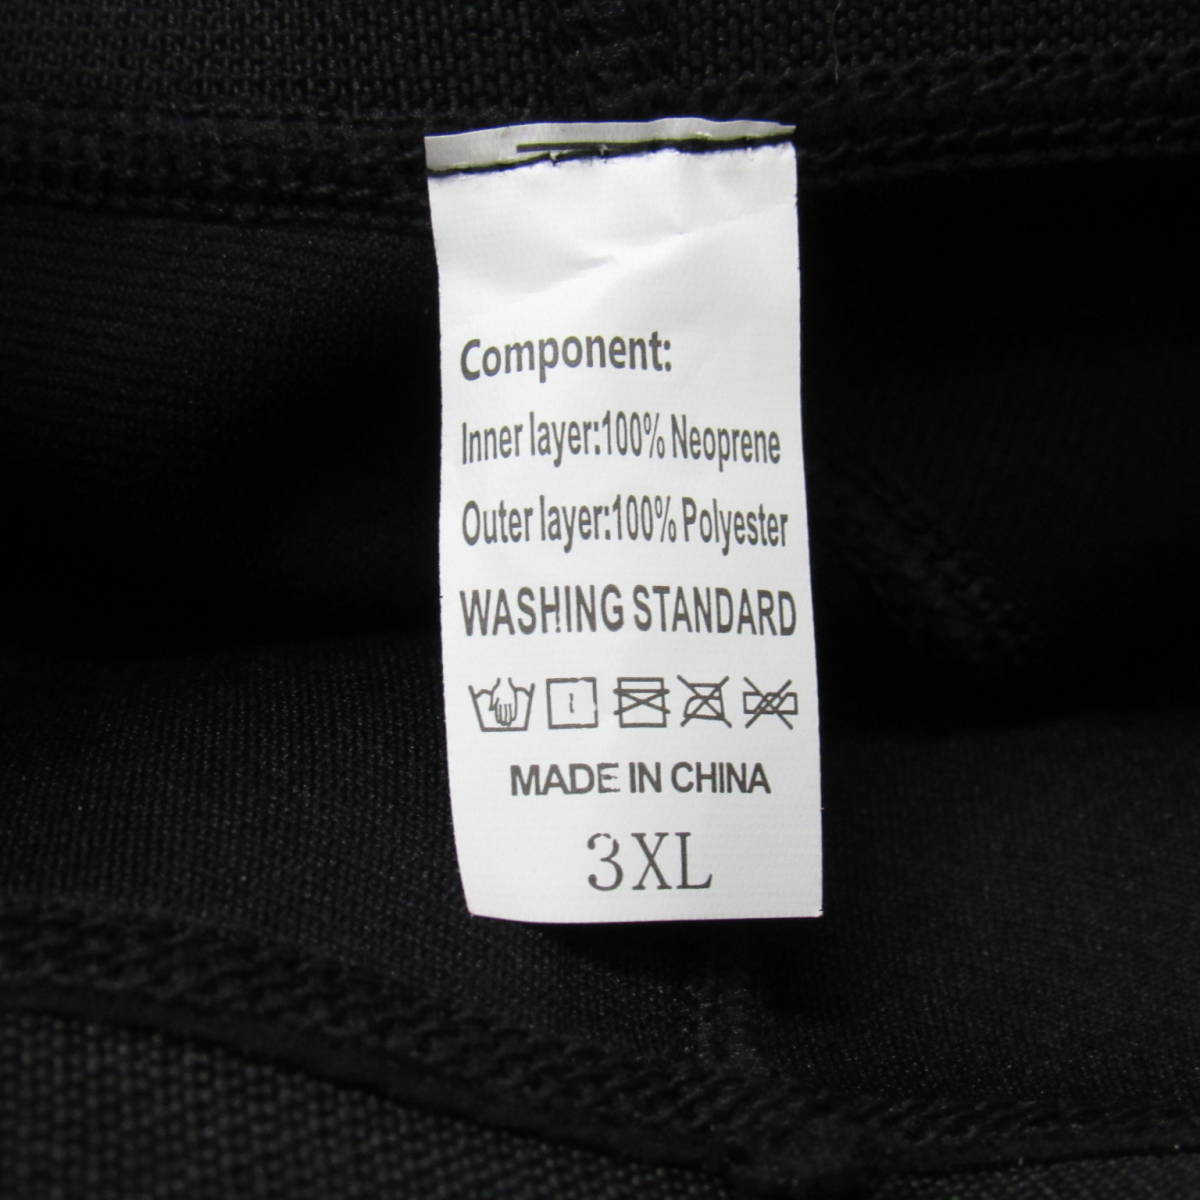 Component:
Inner layer:100% Neoprene
Outer layer:100% Polyester
WASHING STANDARD
MADE IN CHINA
3XL